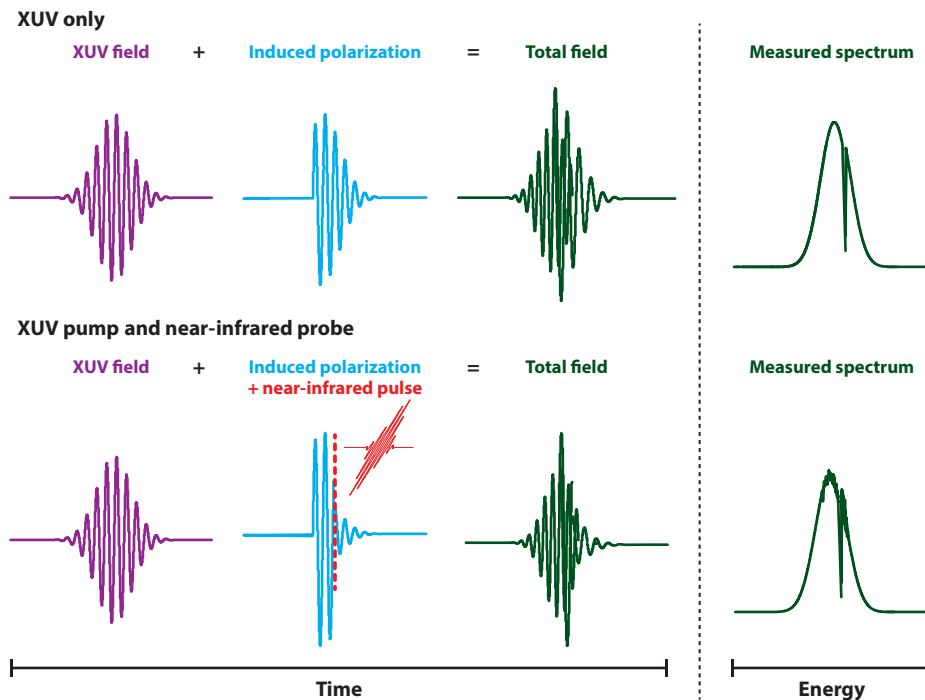 XUV only
XUV field + Induced polarization = Total field Measured spectrum
XUV pump and near-infrared probe
XUV field + Induced polarization = Total field Measured spectrum
+ near-infrared pulse
Time Energy